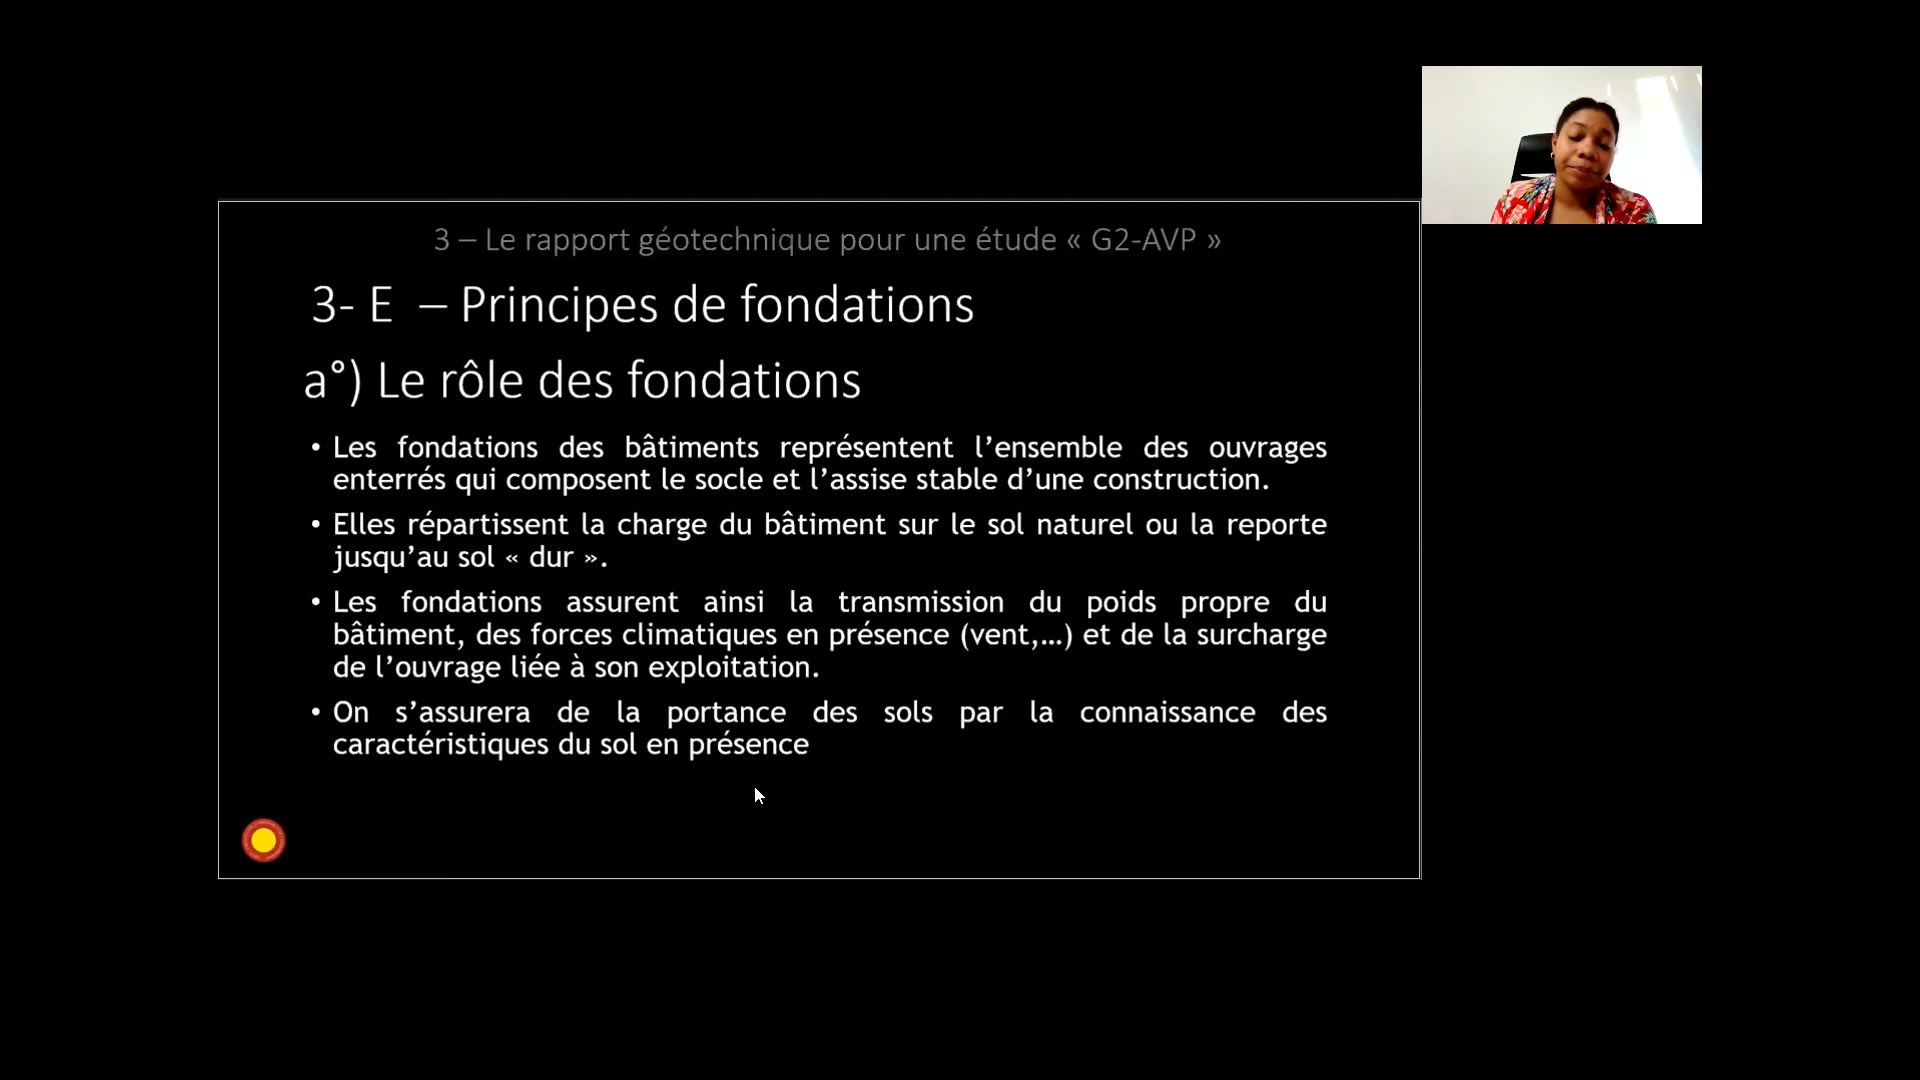 3 – Le rapport géotechnique pour une étude « G2-AVP »
3- E – Principes de fondations
a°) Le rôle des fondations
• Les fondations des bâtiments représentent l’ensemble des ouvrages
enterrés qui composent le socle et l’assise stable d’une construction.
• Elles répartissent la charge du bâtiment sur le sol naturel ou la reporte
jusqu’au sol « dur ».
• Les fondations assurent ainsi la transmission du poids propre du
bâtiment, des forces climatiques en présence (vent,…) et de la surcharge
de l’ouvrage liée à son exploitation.
• On s’assurera de la portance des sols par la connaissance des
caractéristiques du sol en présence